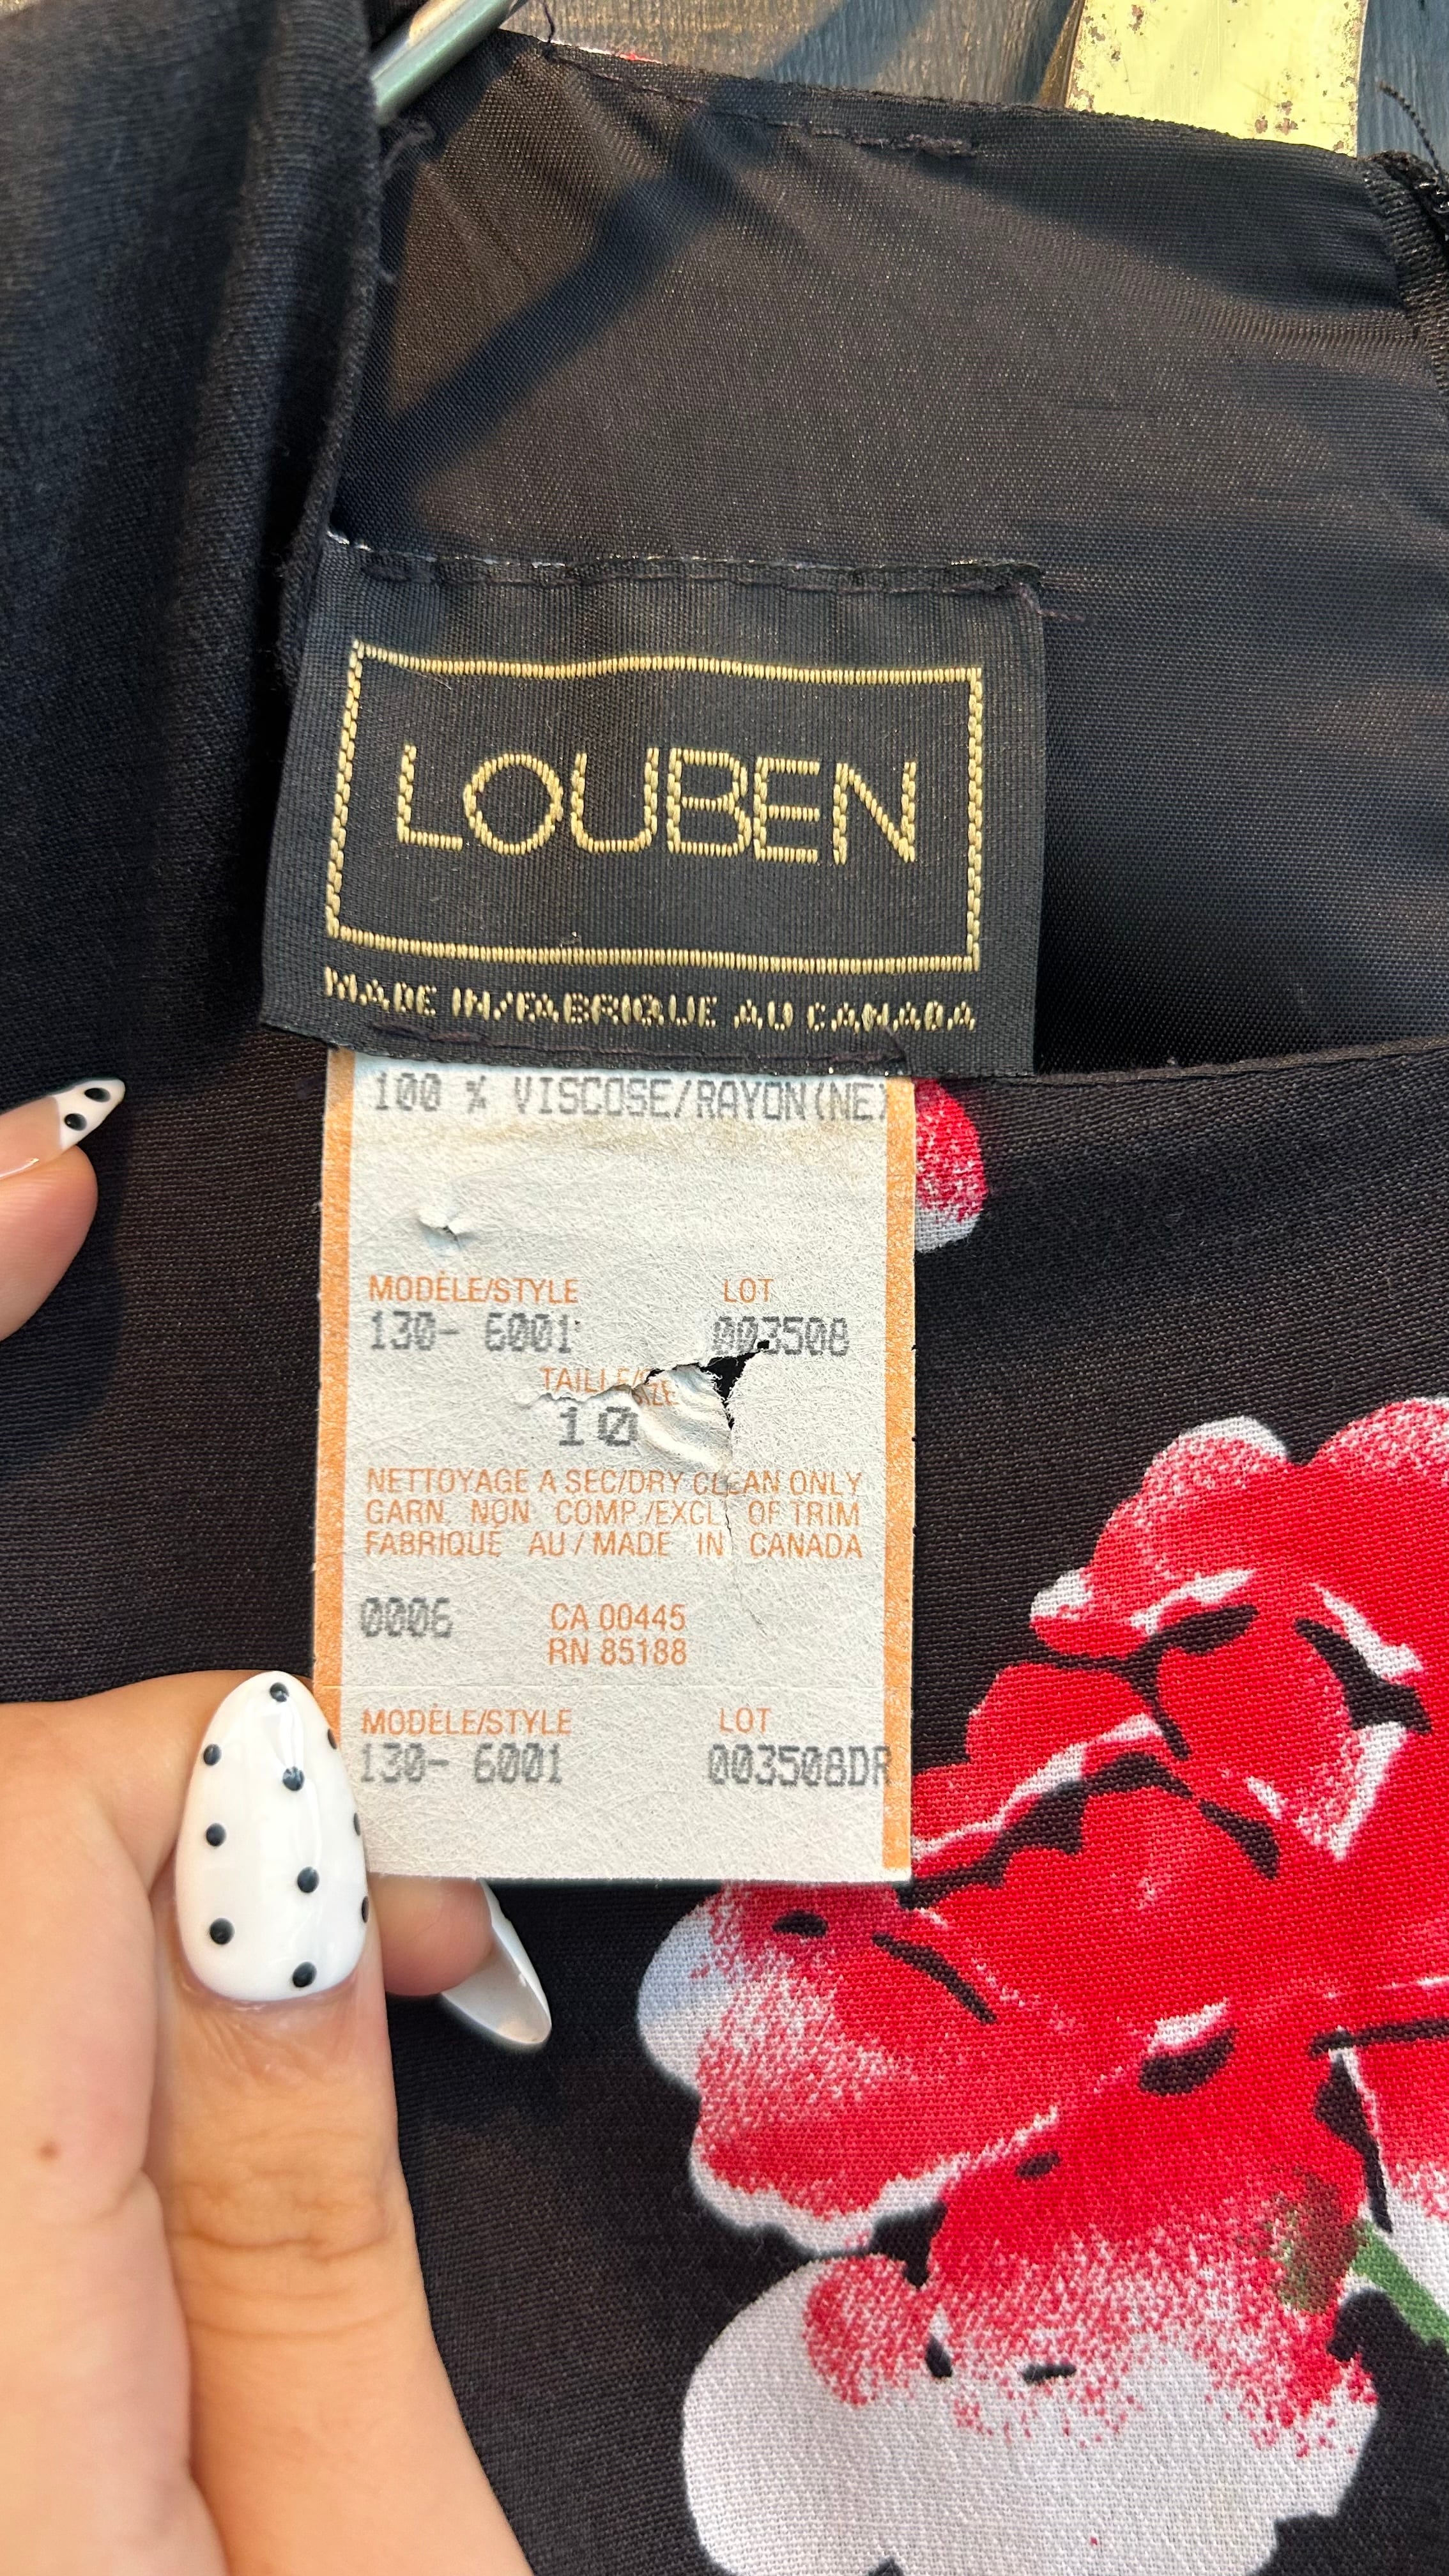 LOUBEN
MADE IN/FABRIQUE AU CANADA
100 % VISCOSE/RAYON(NE)
MODÈLE/STYLE LOT
130- 6001 003508
TAILLE/SIZE
10
NETTOYAGE A SEC/DRY CLEAN ONLY
GARN. NON COMP./EXCL. OF TRIM
FABRIQUE AU/MADE IN CANADA
0006 CA 00445
RN 85188
MODÈLE/STYLE LOT
130- 6001 003508DR